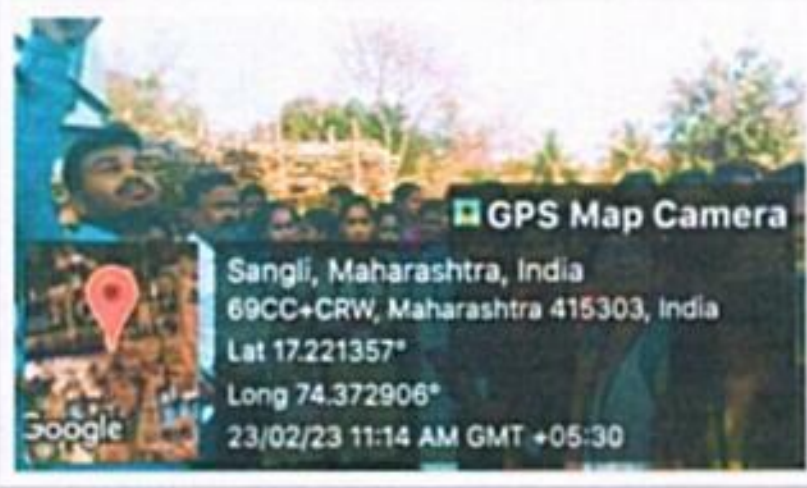 GPS Map Camera
Sangli, Maharashtra, India
69CC+CRW, Maharashtra 415303, India
Lat 17.221357°
Long 74.372906°
23/02/23 11:14 AM GMT +05:30
Google